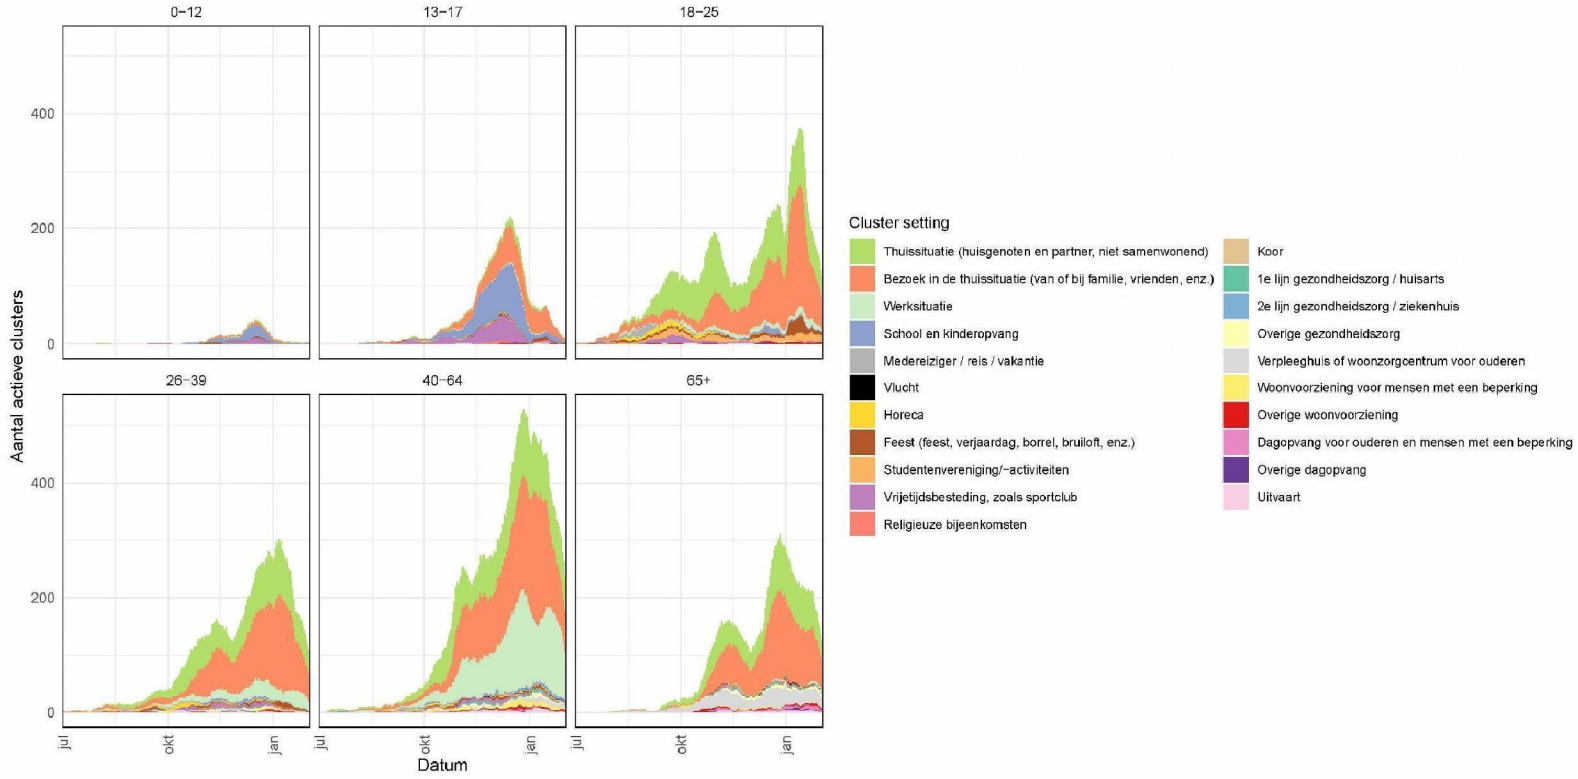 0−12
13−17
18−25
400
200
0
26−39
40−64
65+
400
200
0
Aantal actieve clusters
jul
okt
jan
jul
okt
jan
jul
okt
jan
Datum
Cluster setting
Thuissituatie (huisgenoten en partner, niet samenwonend)
Bezoek in de thuissituatie (van of bij familie, vrienden, enz.)
Werksituatie
School en kinderopvang
Medereiziger / reis / vakantie
Vlucht
Horeca
Feest (feest, verjaardag, borrel, bruiloft, enz.)
Studentenvereniging/−activiteiten
Vrijetijdsbesteding, zoals sportclub
Religieuze bijeenkomsten
Koor
1e lijn gezondheidszorg / huisarts
2e lijn gezondheidszorg / ziekenhuis
Overige gezondheidszorg
Verpleeghuis of woonzorgcentrum voor ouderen
Woonvoorziening voor mensen met een beperking
Overige woonvoorziening
Dagopvang voor ouderen en mensen met een beperking
Overige dagopvang
Uitvaart